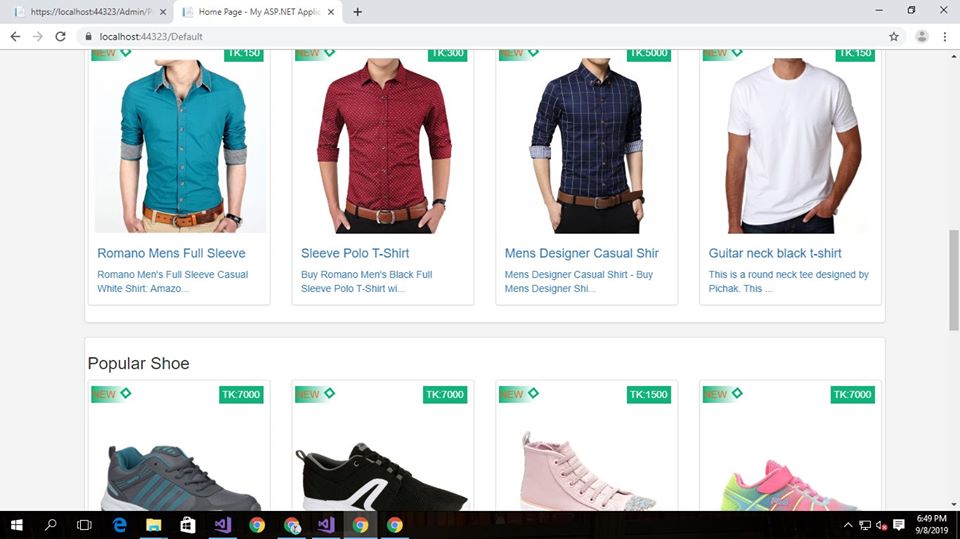 https://localhost:44323/Admin/P
Home Page - My ASP.NET Applic
localhost:44323/Default
NEW TK:150
NEW TK:300
NEW TK:5000
NEW TK:150
Romano Mens Full Sleeve
Romano Men's Full Sleeve Casual
White Shirt: Amazo...
Sleeve Polo T-Shirt
Buy Romano Men's Black Full
Sleeve Polo T-Shirt wi...
Mens Designer Casual Shir
Mens Designer Casual Shirt - Buy
Mens Designer Shi...
Guitar neck black t-shirt
This is a round neck tee designed by
Pichak. This ...
Popular Shoe
NEW TK:7000
NEW TK:7000
NEW TK:1500
NEW TK:7000
6:49 PM
9/8/2019